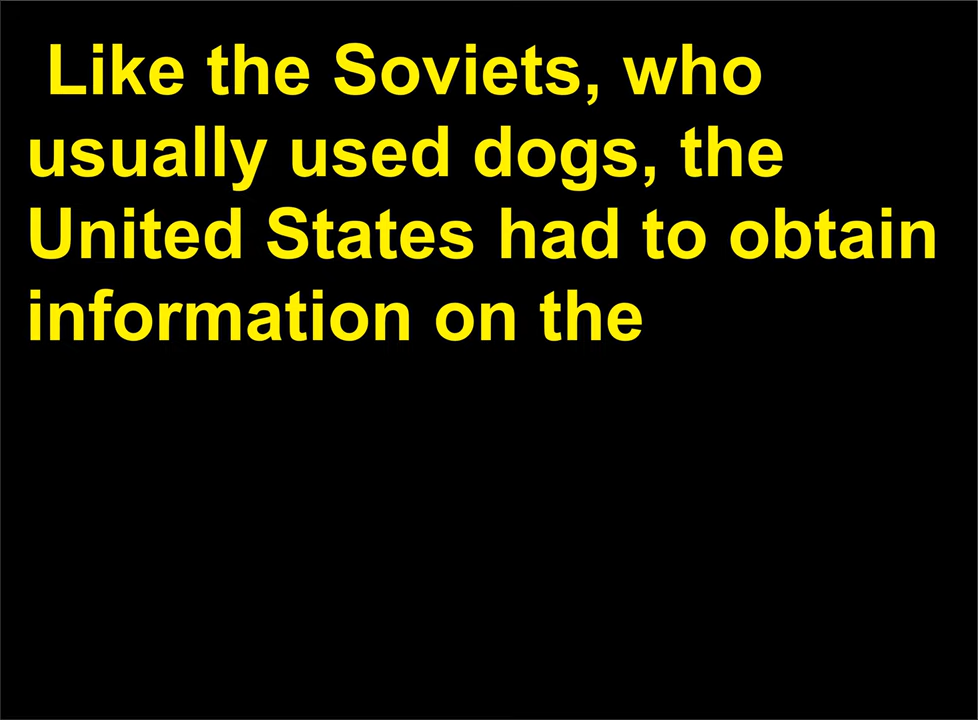 Like the Soviets, who
usually used dogs, the
United States had to obtain
information on the